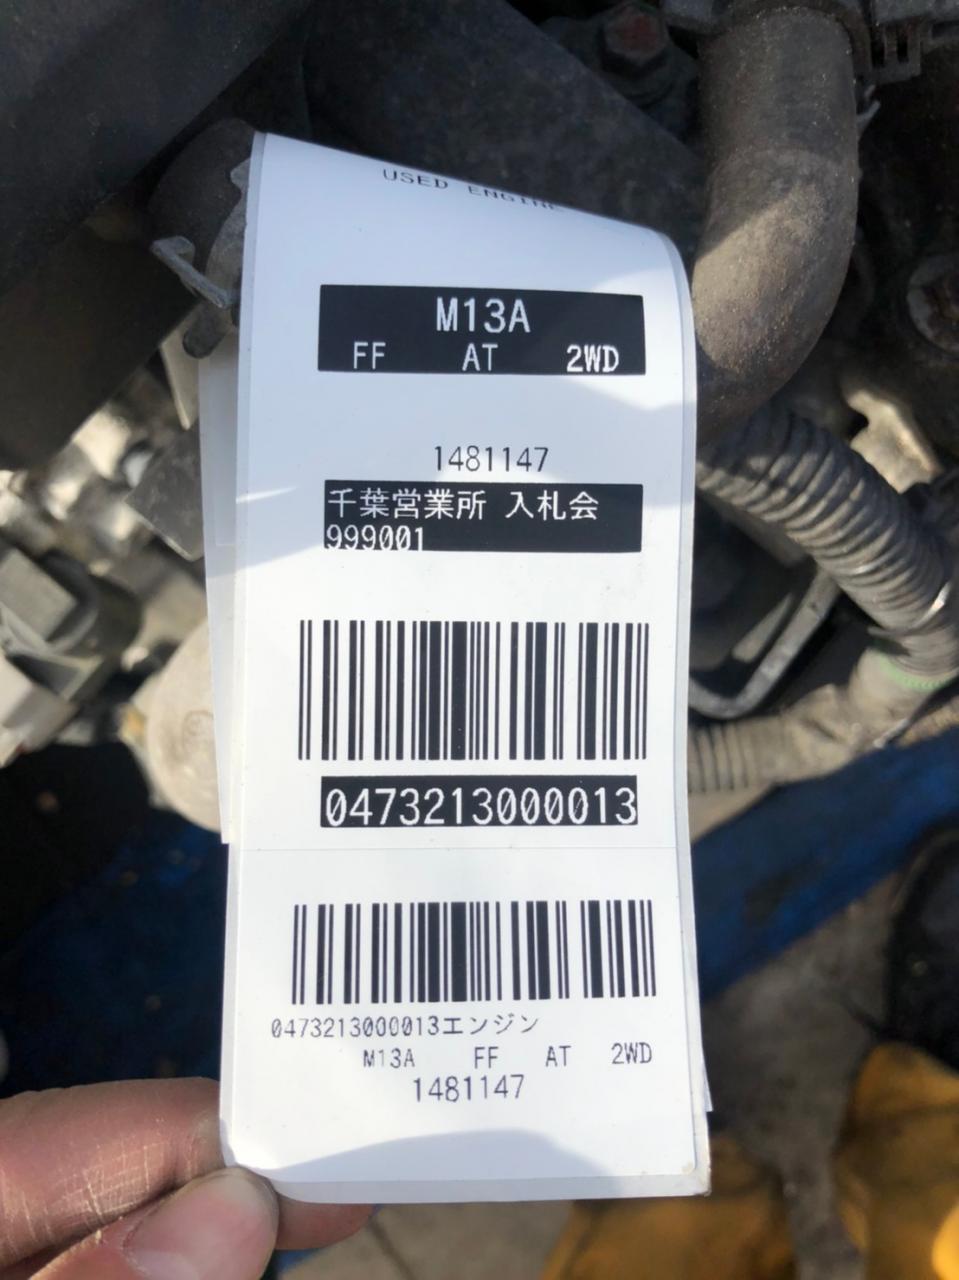 USED ENGINE
M13A
FF AT 2WD
1481147
千葉営業所 入札会
999001
0473213000013
0473213000013エンジン
M13A FF AT 2WD
1481147